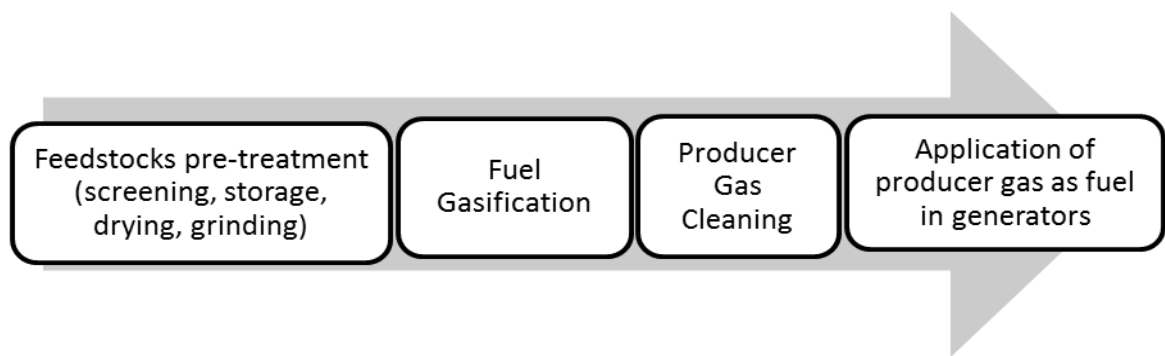 Feedstocks pre-treatment
(screening, storage,
drying, grinding)
Fuel
Gasification
Producer
Gas
Cleaning
Application of
producer gas as fuel
in generators